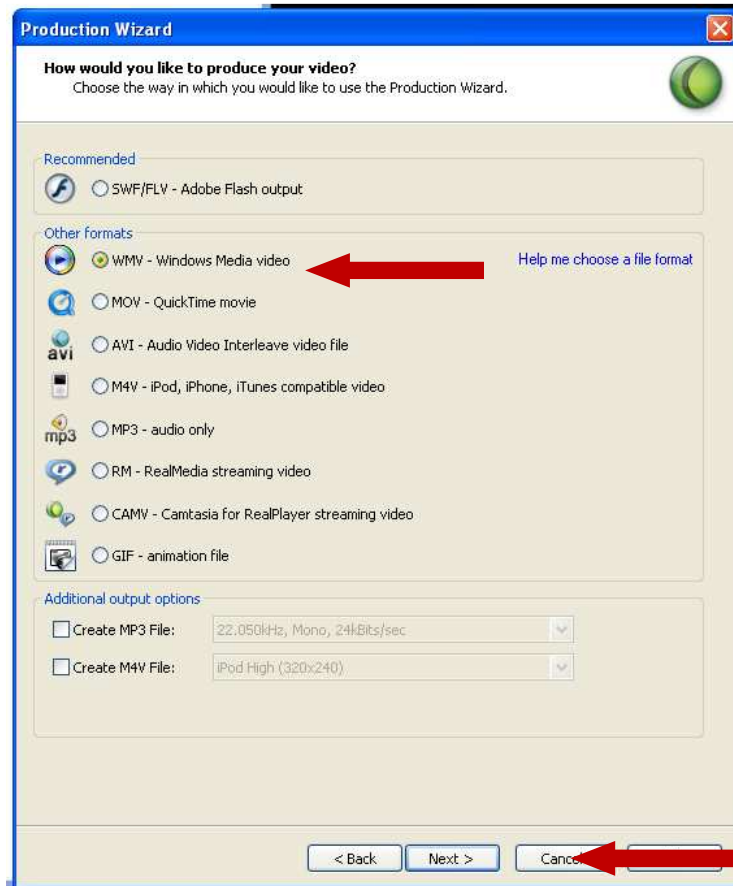 Production Wizard
How would you like to produce your video?
Choose the way in which you would like to use the Production Wizard.
Recommended
SWF/FLV - Adobe Flash output
Other formats
WMV - Windows Media video
Help me choose a file format
MOV - QuickTime movie
avi
AVI - Audio Video Interleave video file
M4V - iPod, iPhone, iTunes compatible video
mp3
MP3 - audio only
RM - RealMedia streaming video
CAMV - Camtasia for RealPlayer streaming video
GIF - animation file
Additional output options
Create MP3 File: 22.050kHz, Mono, 24kBits/sec
Create M4V File: iPod High (320x240)
< Back Next > Cancel